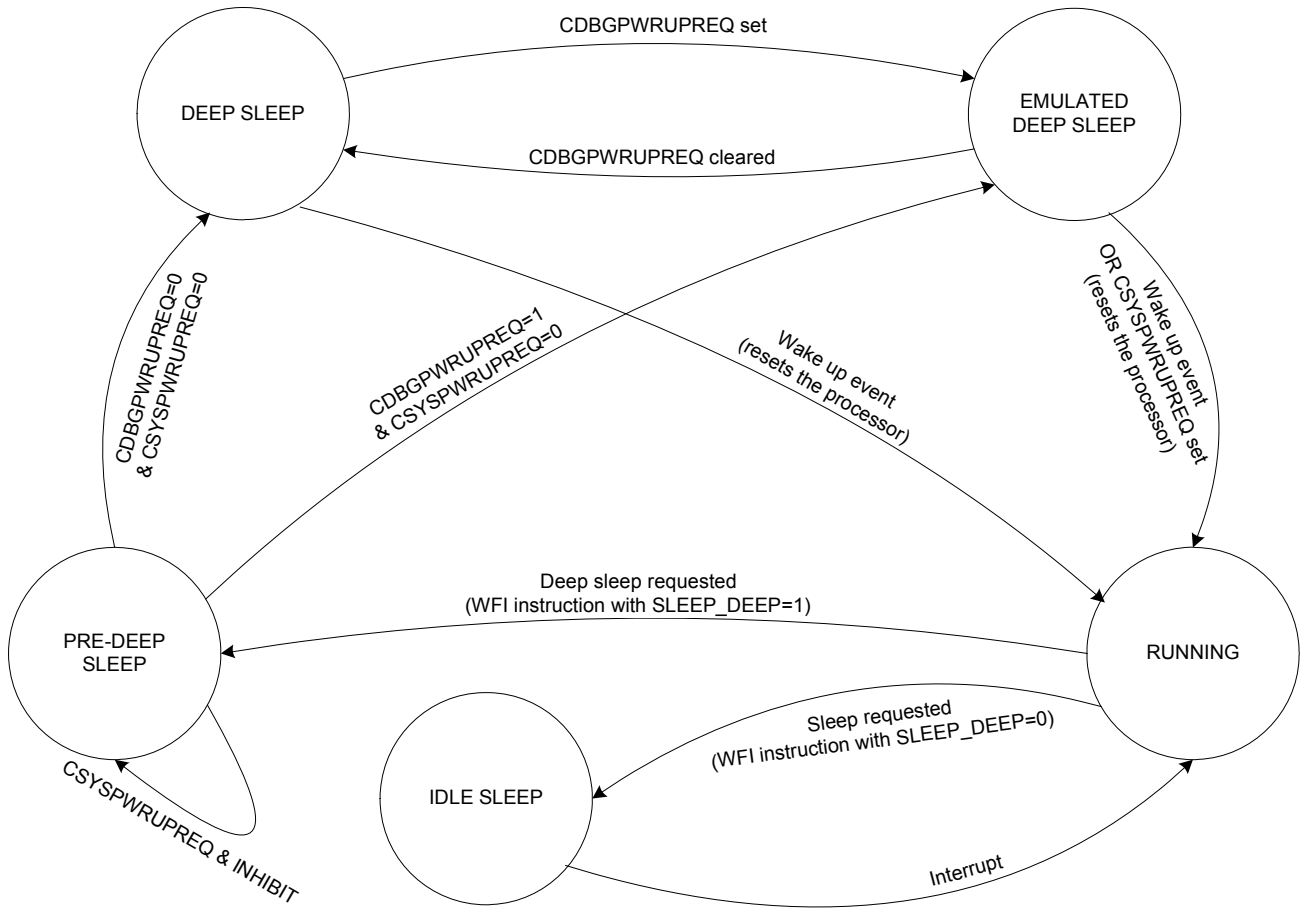 CDBGPWRUPREQ set
DEEP SLEEP
EMULATED
DEEP SLEEP
CDBGPWRUPREQ cleared
CDBGPWRUPREQ=0
& CSYSPWRUPREQ=0
CDBGPWRUPREQ=1
& CSYSPWRUPREQ=0
Wake up event
(resets the processor)
Wake up event
OR CSYSPWRUPREQ set
(resets the processor)
Deep sleep requested
(WFI instruction with SLEEP_DEEP=1)
PRE-DEEP
SLEEP
RUNNING
Sleep requested
(WFI instruction with SLEEP_DEEP=0)
IDLE SLEEP
CSYSPWRUPREQ & INHIBIT
Interrupt